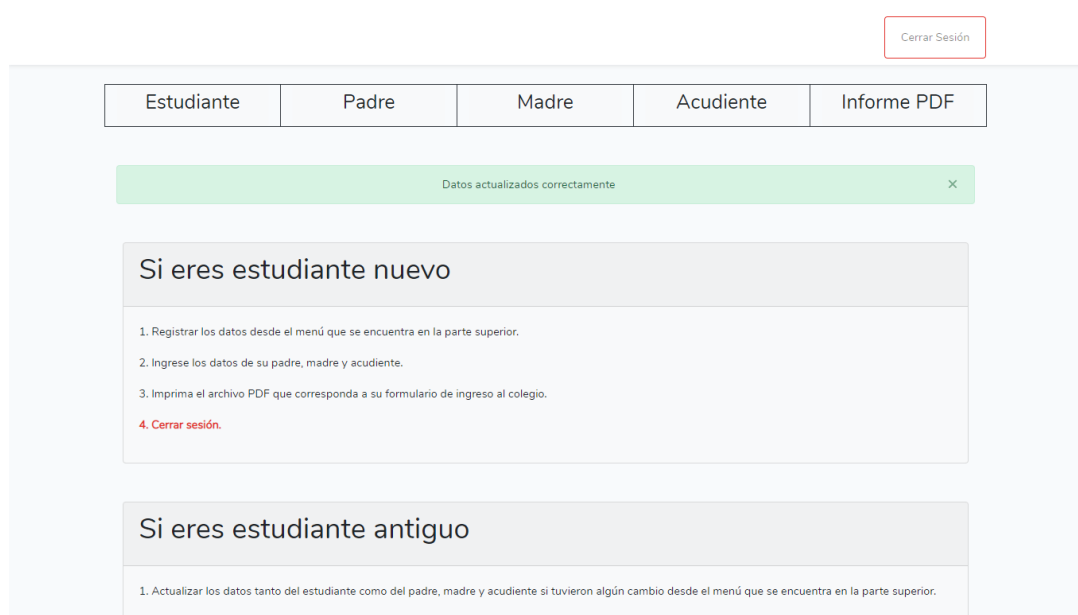 Cerrar Sesión
Estudiante Padre Madre Acudiente Informe PDF
Datos actualizados correctamente ×
Si eres estudiante nuevo
1. Registrar los datos desde el menú que se encuentra en la parte superior.
2. Ingrese los datos de su padre, madre y acudiente.
3. Imprima el archivo PDF que corresponda a su formulario de ingreso al colegio.
4. Cerrar sesión.
Si eres estudiante antiguo
1. Actualizar los datos tanto del estudiante como del padre, madre y acudiente si tuvieron algún cambio desde el menú que se encuentra en la parte superior.